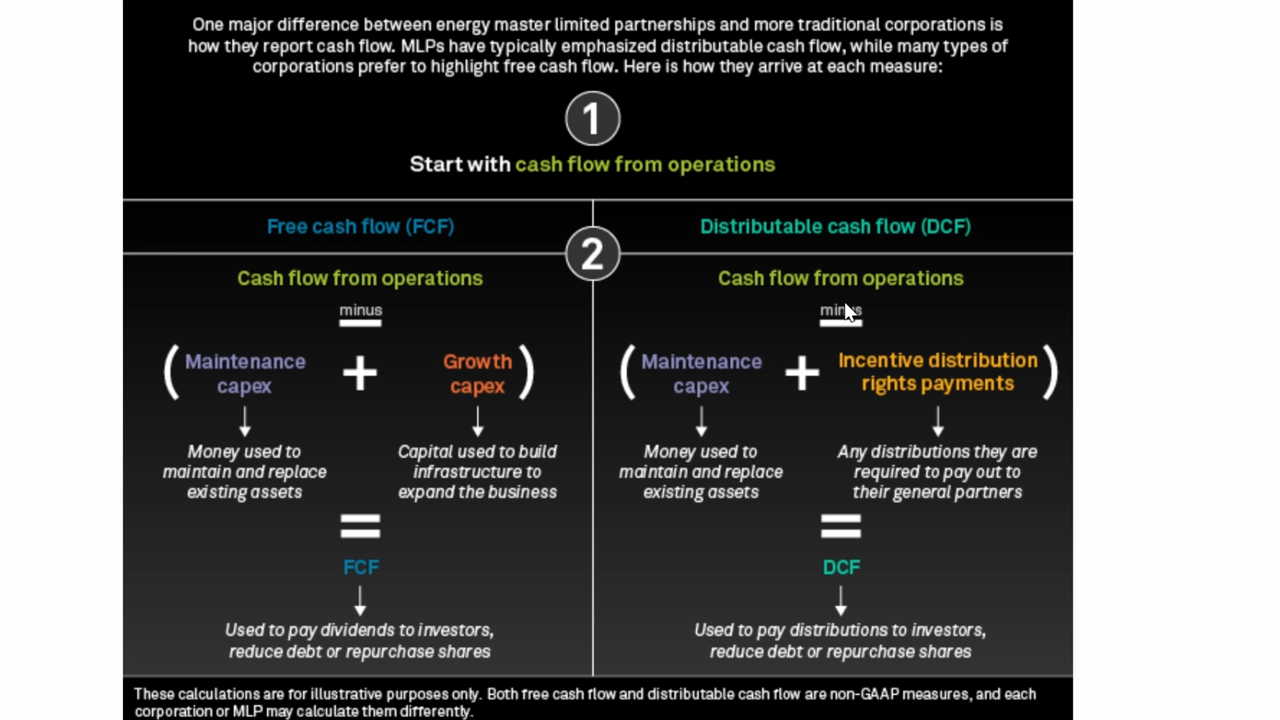 One major difference between energy master limited partnerships and more traditional corporations is
how they report cash flow. MLPs have typically emphasized distributable cash flow, while many types of
corporations prefer to highlight free cash flow. Here is how they arrive at each measure:
1
Start with cash flow from operations
2
Free cash flow (FCF)
Cash flow from operations
minus
( Maintenance
capex
+
Growth
capex )
Money used to
maintain and replace
existing assets
Capital used to build
infrastructure to
expand the business
=
FCF
Used to pay dividends to investors,
reduce debt or repurchase shares
Distributable cash flow (DCF)
Cash flow from operations
minus
( Maintenance
capex
+
Incentive distribution
rights payments )
Money used to
maintain and replace
existing assets
Any distributions they are
required to pay out to
their general partners
=
DCF
Used to pay distributions to investors,
reduce debt or repurchase shares
These calculations are for illustrative purposes only. Both free cash flow and distributable cash flow are non-GAAP measures, and each
corporation or MLP may calculate them differently.